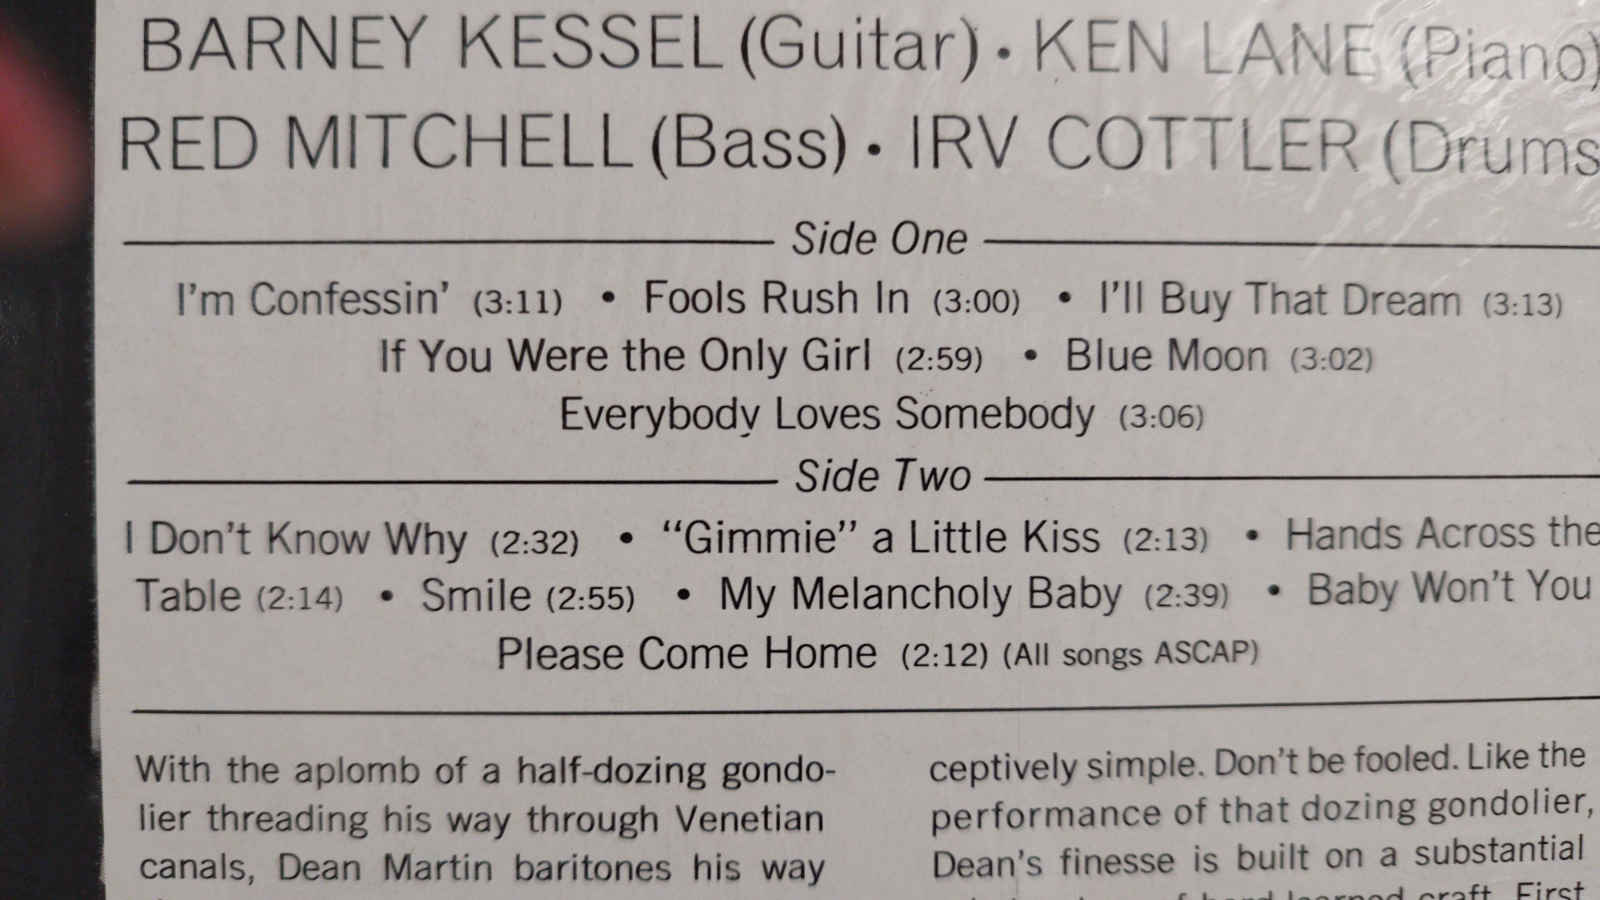 BARNEY KESSEL (Guitar) • KEN LANE (Piano)
RED MITCHELL (Bass) • IRV COTTLER (Drums
Side One
I'm Confessin' (3:11) • Fools Rush In (3:00) • I'll Buy That Dream (3:13)
If You Were the Only Girl (2:59) • Blue Moon (3:02)
Everybody Loves Somebody (3:06)
Side Two
I Don't Know Why (2:32) • “Gimmie” a Little Kiss (2:13) • Hands Across the
Table (2:14) • Smile (2:55) • My Melancholy Baby (2:39) • Baby Won't You
Please Come Home (2:12) (All songs ASCAP)
With the aplomb of a half-dozing gondo-
lier threading his way through Venetian
canals, Dean Martin baritones his way
ceptively simple. Don't be fooled. Like the
performance of that dozing gondolier,
Dean's finesse is built on a substantial
craft. First